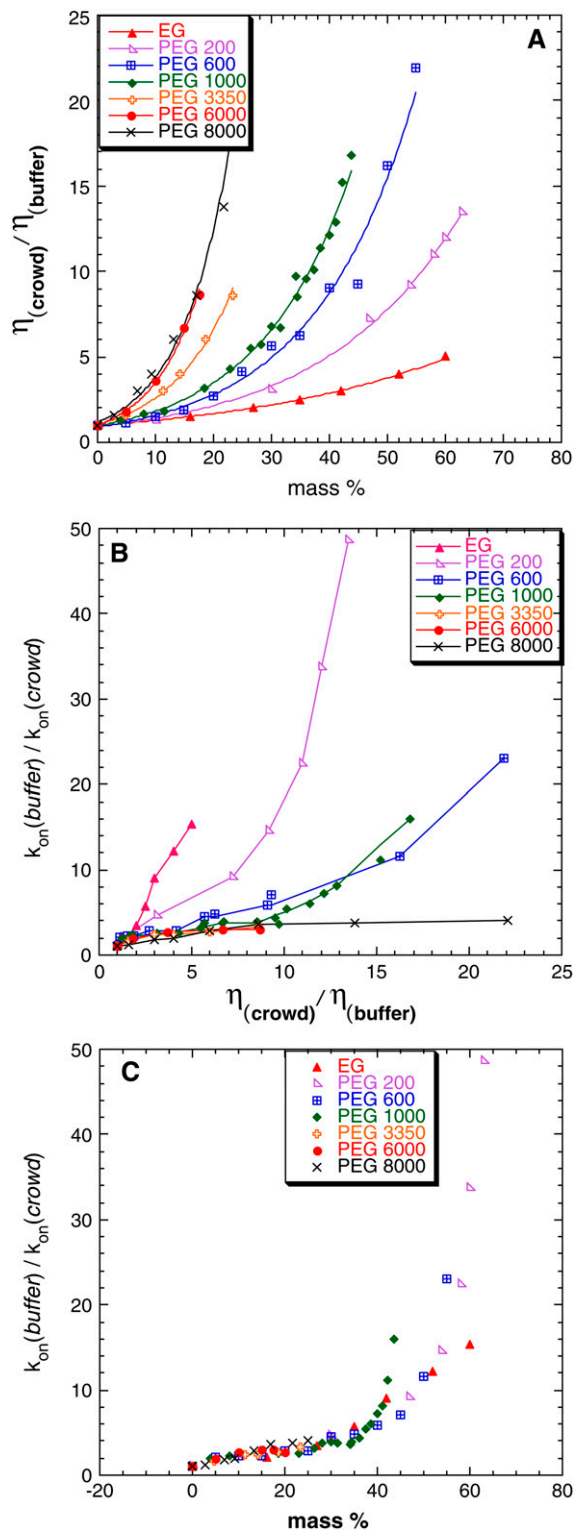 A
EG
PEG 200
PEG 600
PEG 1000
PEG 3350
PEG 6000
PEG 8000
25
20
15
10
5
0
η(crowd)/η(buffer)
0 10 20 30 40 50 60 70 80
mass %
B
EG
PEG 200
PEG 600
PEG 1000
PEG 3350
PEG 6000
PEG 8000
50
40
30
20
10
0
kon(buffer) / kon(crowd)
0 5 10 15 20 25
η(crowd)/η(buffer)
C
EG
PEG 200
PEG 600
PEG 1000
PEG 3350
PEG 6000
PEG 8000
50
40
30
20
10
0
kon(buffer) / kon(crowd)
-20 0 20 40 60 80
mass %